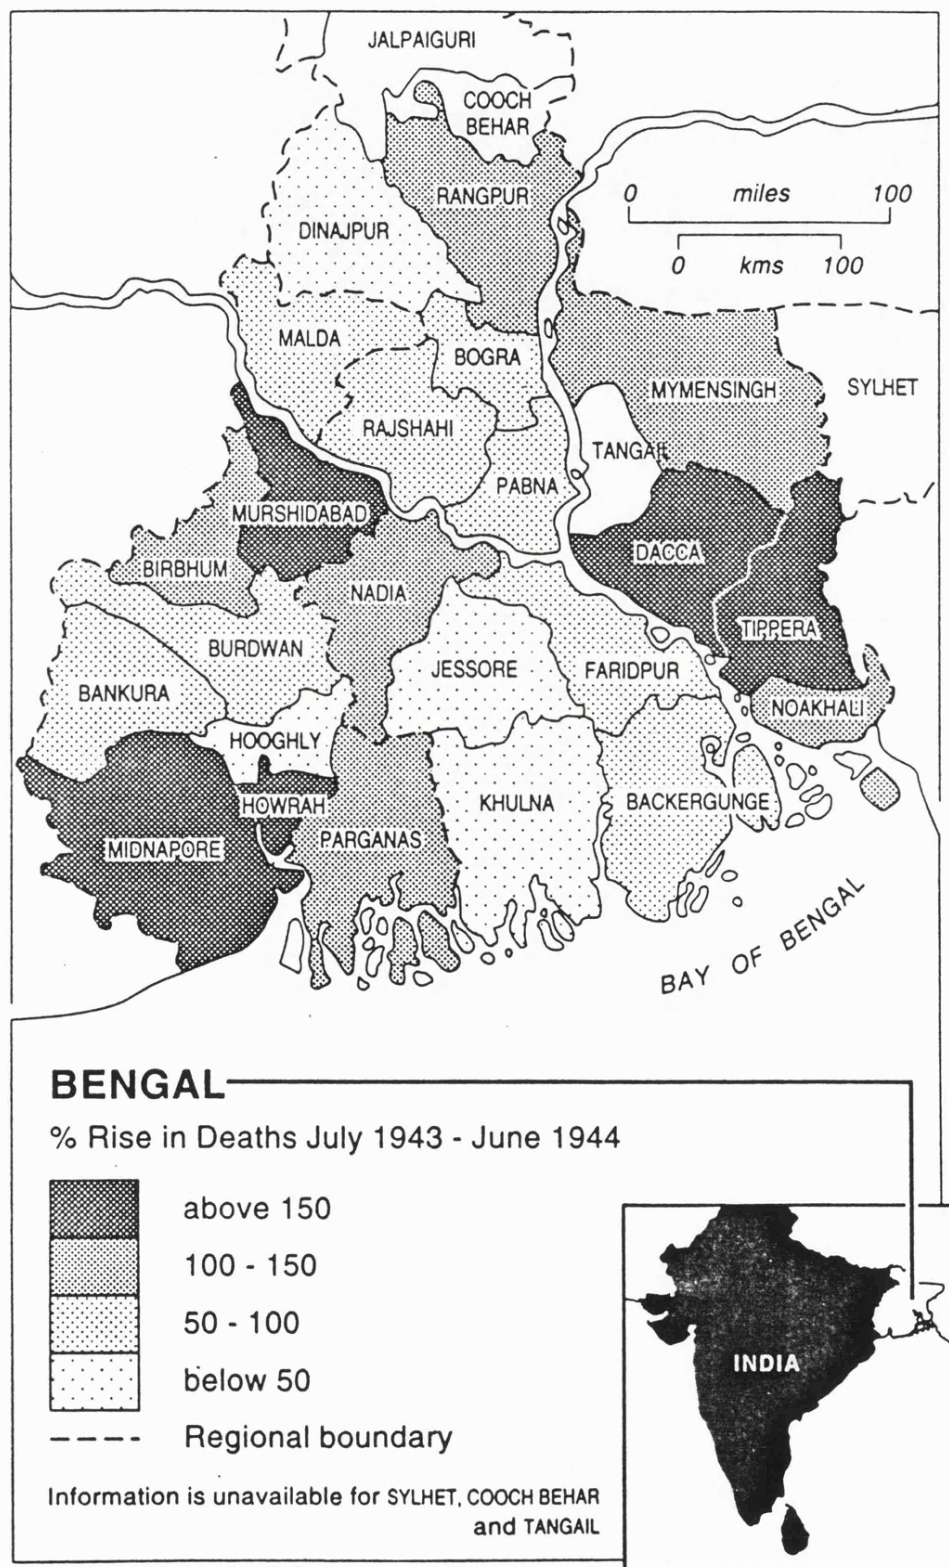 JALPAIGURI
COOCH
BEHAR
RANGPUR
0 miles 100
DINAJPUR
0 kms 100
MALDA
BOGRA
MYMENSINGH
SYLHET
RAJSHAHI
TANGAIL
PABNA
MURSHIDABAD
DACCA
BIRBHUM
NADIA
TIPPERA
BURDWAN
JESSORE
FARIDPUR
BANKURA
NOAKHALI
HOOGHLY
HOWRAH
KHULNA
BACKERGUNGE
PARGANAS
MIDNAPORE
BAY OF BENGAL
BENGAL
% Rise in Deaths July 1943 - June 1944
above 150
100 - 150
50 - 100
below 50
Regional boundary
INDIA
Information is unavailable for SYLHET, COOCH BEHAR
and TANGAIL